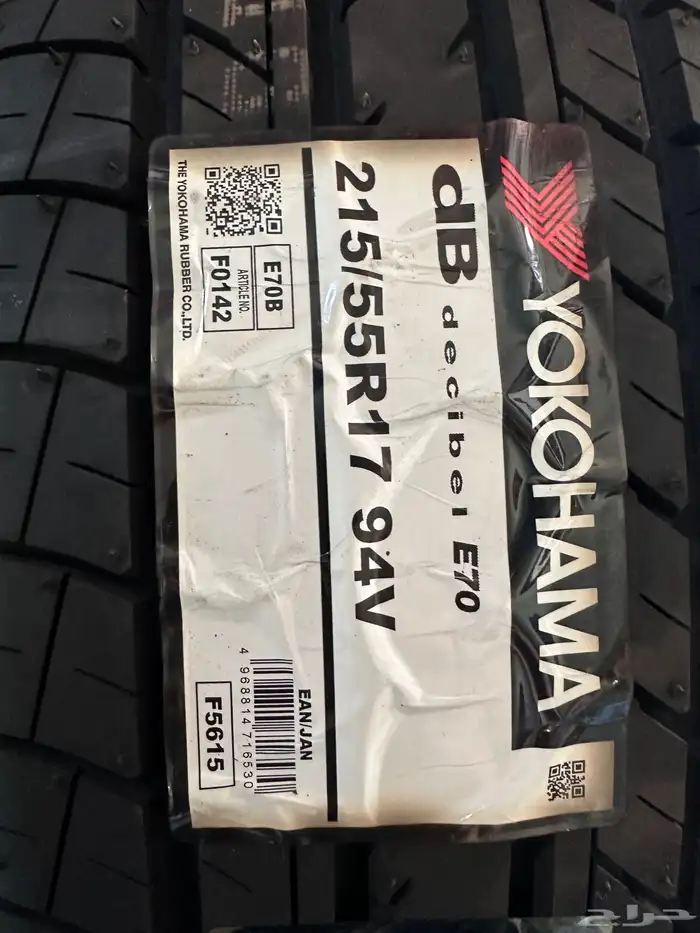 YOKOHAMA
dB decibel E70
215/55R17 94V
E70B
ARTICLE NO.
F0142
THE YOKOHAMA RUBBER CO.,LTD.
EAN/JAN
4 968814 716530
F5615
حراج